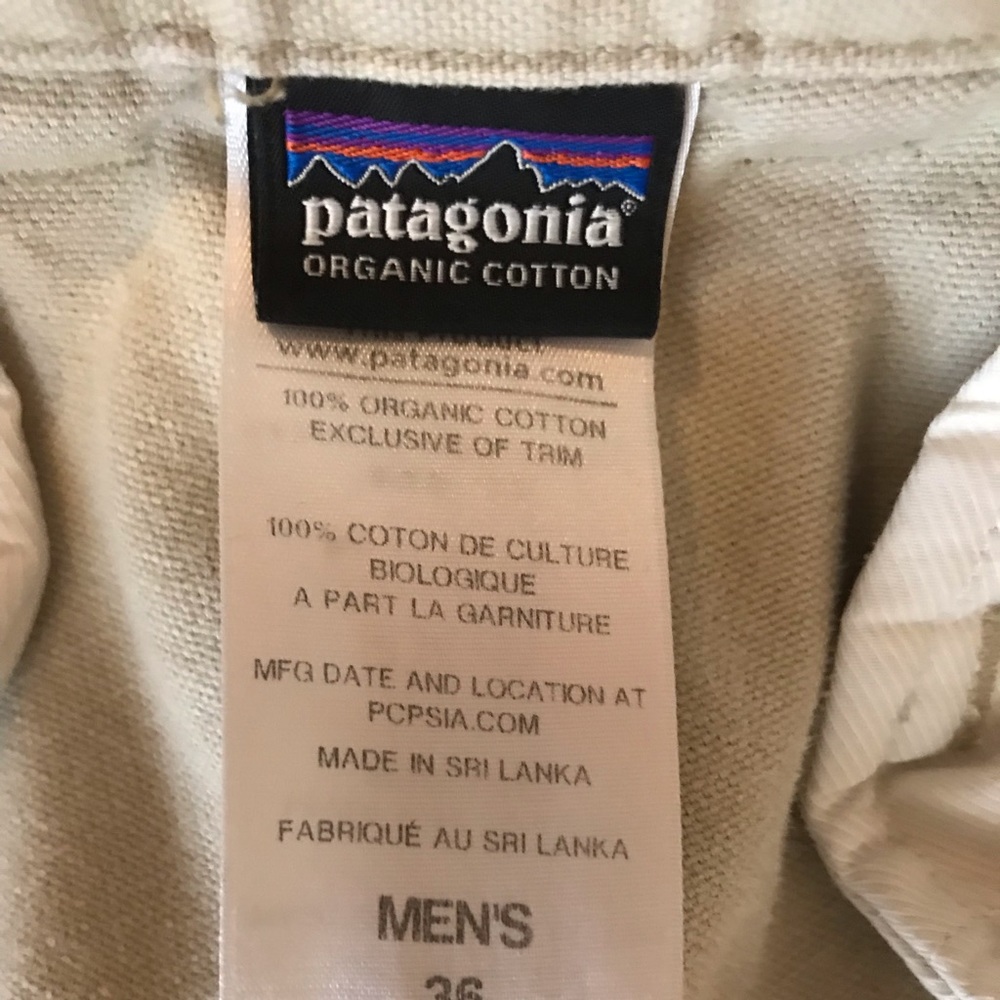 patagonia®
ORGANIC COTTON
www.patagonia.com
100% ORGANIC COTTON
EXCLUSIVE OF TRIM
100% COTON DE CULTURE
BIOLOGIQUE
A PART LA GARNITURE
MFG DATE AND LOCATION AT
PCPSIA.COM
MADE IN SRI LANKA
FABRIQUÉ AU SRI LANKA
MEN'S
36